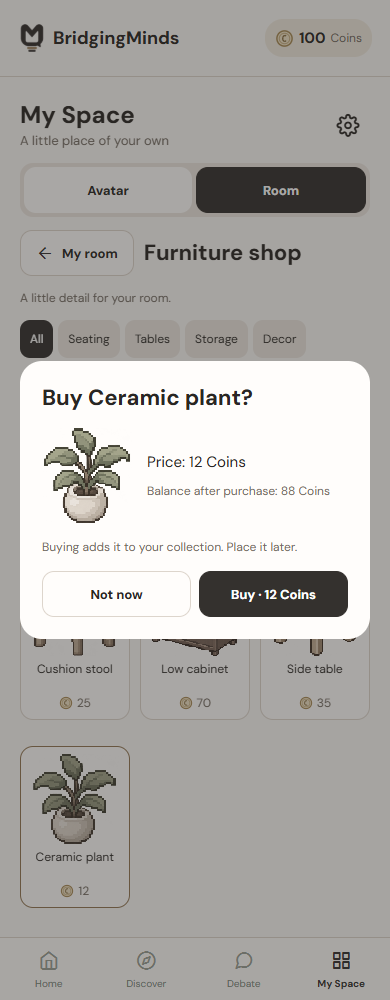 BridgingMinds
100 Coins
My Space
A little place of your own
Avatar
Room
My room
Furniture shop
A little detail for your room.
All
Seating
Tables
Storage
Decor
Buy Ceramic plant?
Price: 12 Coins
Balance after purchase: 88 Coins
Buying adds it to your collection. Place it later.
Not now
Buy · 12 Coins
Cushion stool
Low cabinet
Side table
25
70
35
Ceramic plant
12
Home
Discover
Debate
My Space